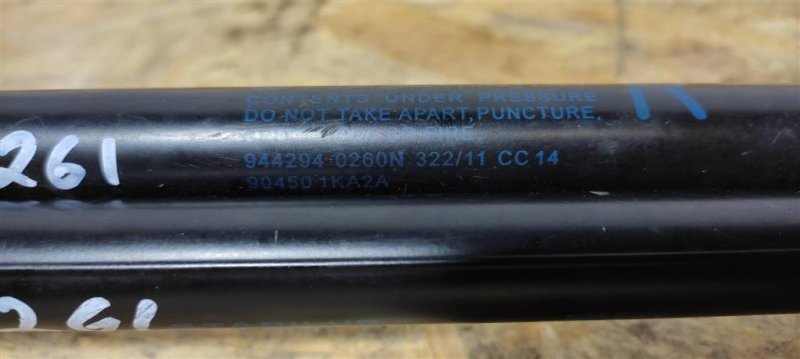 CONTENTS UNDER PRESSURE
DO NOT TAKE APART, PUNCTURE,
944294 0260N 322/11 CC 14
90450 1KA2A
261
261